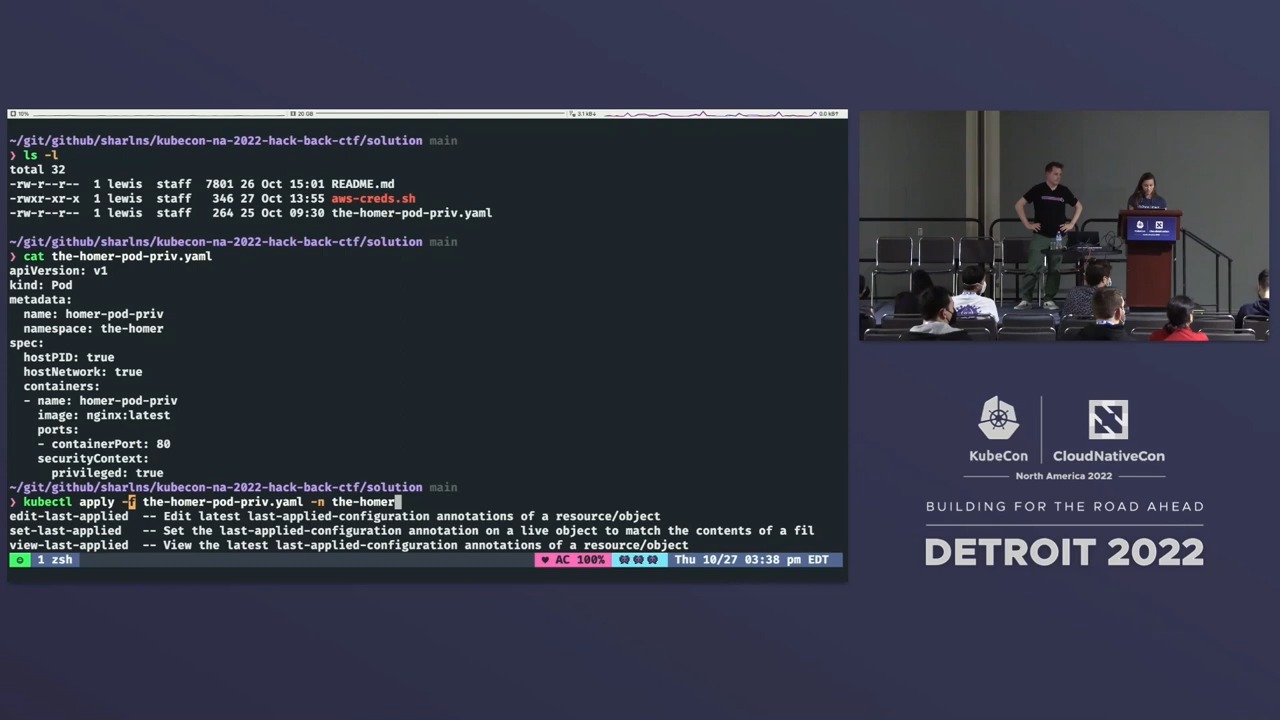 10%
20 GB
3.1 kB↓
0.0 kB↑
~/git/github/sharlns/kubecon-na-2022-hack-back-ctf/solution main
❯ ls -l
total 32
-rw-r--r-- 1 lewis staff 7801 26 Oct 15:01 README.md
-rwxr-xr-x 1 lewis staff 346 27 Oct 13:55 aws-creds.sh
-rw-r--r-- 1 lewis staff 264 25 Oct 09:30 the-homer-pod-priv.yaml
~/git/github/sharlns/kubecon-na-2022-hack-back-ctf/solution main
❯ cat the-homer-pod-priv.yaml
apiVersion: v1
kind: Pod
metadata:
  name: homer-pod-priv
  namespace: the-homer
spec:
  hostPID: true
  hostNetwork: true
  containers:
  - name: homer-pod-priv
    image: nginx:latest
    ports:
    - containerPort: 80
    securityContext:
      privileged: true
~/git/github/sharlns/kubecon-na-2022-hack-back-ctf/solution main
❯ kubectl apply -f the-homer-pod-priv.yaml -n the-homer
edit-last-applied -- Edit latest last-applied-configuration annotations of a resource/object
set-last-applied -- Set the last-applied-configuration annotation on a live object to match the contents of a fil
view-last-applied -- View the latest last-applied-configuration annotations of a resource/object
1 zsh
♥ AC 100%
Thu 10/27 03:38 pm EDT
KubeCon
CloudNativeCon
North America 2022
BUILDING FOR THE ROAD AHEAD
DETROIT 2022